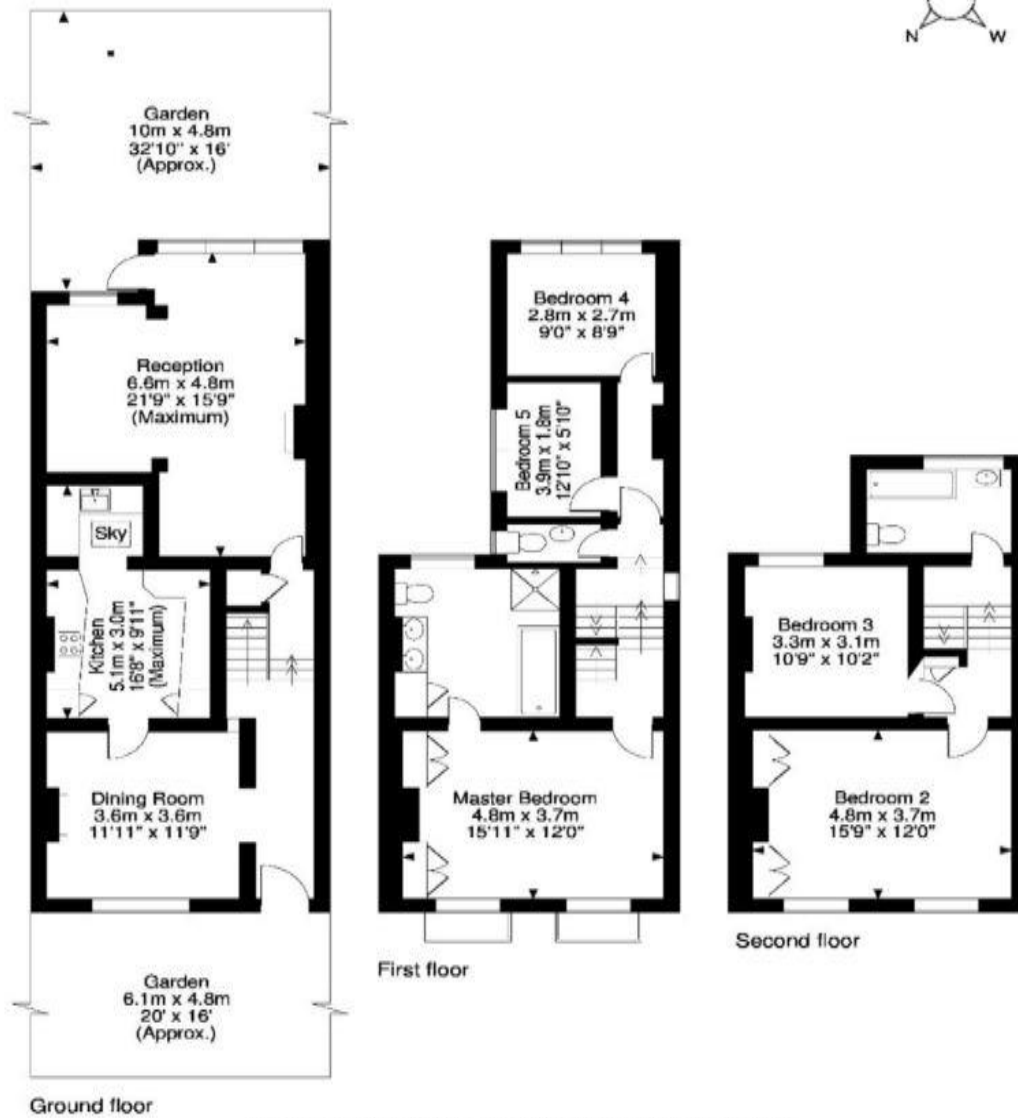 N W
Garden
10m x 4.8m
32'10" x 16'
(Approx.)
Reception
6.6m x 4.8m
21'9" x 15'9"
(Maximum)
Sky
Kitchen
5.1m x 3.0m
16'8" x 9'11"
(Maximum)
Dining Room
3.6m x 3.6m
11'11" x 11'9"
Garden
6.1m x 4.8m
20' x 16'
(Approx.)
Ground floor
Bedroom 4
2.8m x 2.7m
9'0" x 8'9"
Bedroom 5
3.9m x 1.8m
12'10" x 5'10"
Master Bedroom
4.8m x 3.7m
15'11" x 12'0"
First floor
Bedroom 3
3.3m x 3.1m
10'9" x 10'2"
Bedroom 2
4.8m x 3.7m
15'9" x 12'0"
Second floor